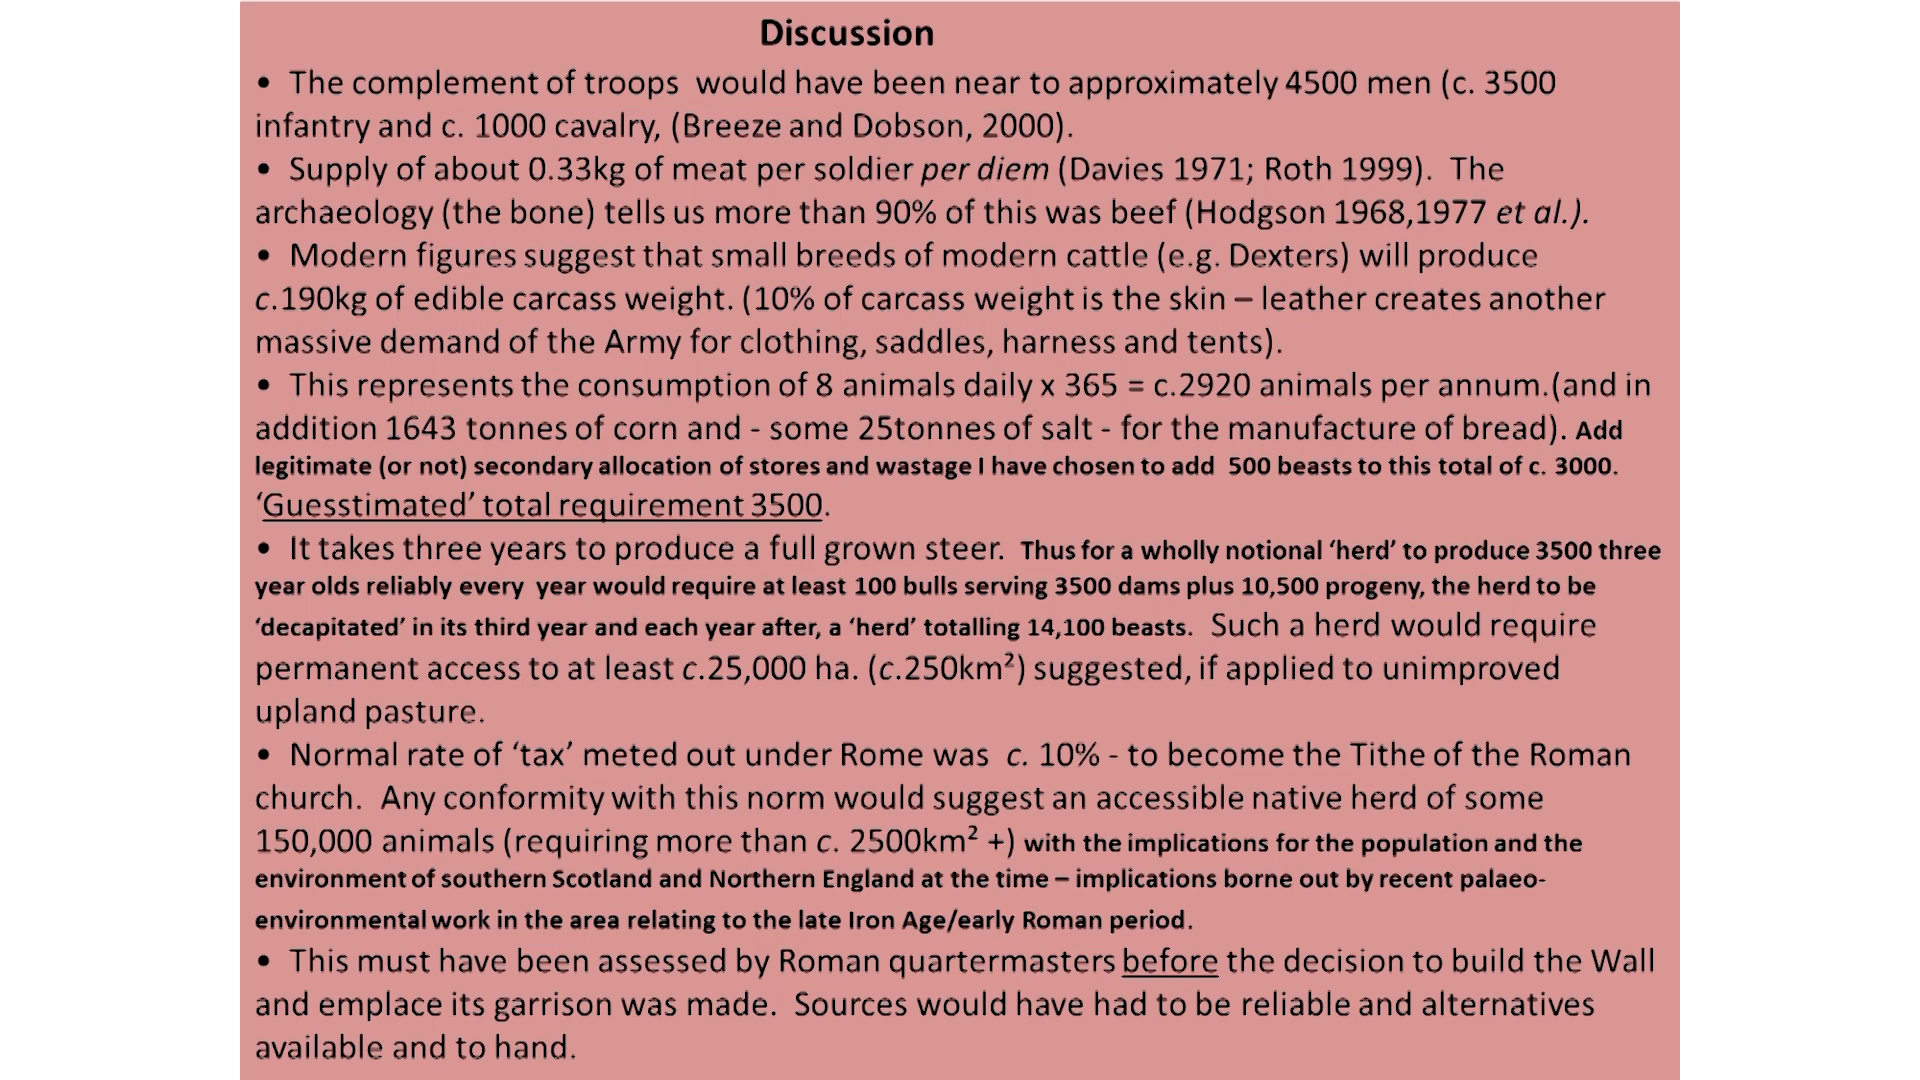 Discussion
• The complement of troops would have been near to approximately 4500 men (c. 3500
infantry and c. 1000 cavalry, (Breeze and Dobson, 2000).
• Supply of about 0.33kg of meat per soldier per diem (Davies 1971; Roth 1999). The
archaeology (the bone) tells us more than 90% of this was beef (Hodgson 1968,1977 et al.).
• Modern figures suggest that small breeds of modern cattle (e.g. Dexters) will produce
c.190kg of edible carcass weight. (10% of carcass weight is the skin – leather creates another
massive demand of the Army for clothing, saddles, harness and tents).
• This represents the consumption of 8 animals daily x 365 = c.2920 animals per annum.(and in
addition 1643 tonnes of corn and - some 25tonnes of salt - for the manufacture of bread). Add
legitimate (or not) secondary allocation of stores and wastage I have chosen to add 500 beasts to this total of c. 3000.
‘Guesstimated’ total requirement 3500.
• It takes three years to produce a full grown steer. Thus for a wholly notional ‘herd’ to produce 3500 three
year olds reliably every year would require at least 100 bulls serving 3500 dams plus 10,500 progeny, the herd to be
‘decapitated’ in its third year and each year after, a ‘herd’ totalling 14,100 beasts. Such a herd would require
permanent access to at least c.25,000 ha. (c.250km²) suggested, if applied to unimproved
upland pasture.
• Normal rate of ‘tax’ meted out under Rome was c. 10% - to become the Tithe of the Roman
church. Any conformity with this norm would suggest an accessible native herd of some
150,000 animals (requiring more than c. 2500km² +) with the implications for the population and the
environment of southern Scotland and Northern England at the time – implications borne out by recent palaeo-
environmental work in the area relating to the late Iron Age/early Roman period.
• This must have been assessed by Roman quartermasters before the decision to build the Wall
and emplace its garrison was made. Sources would have had to be reliable and alternatives
available and to hand.